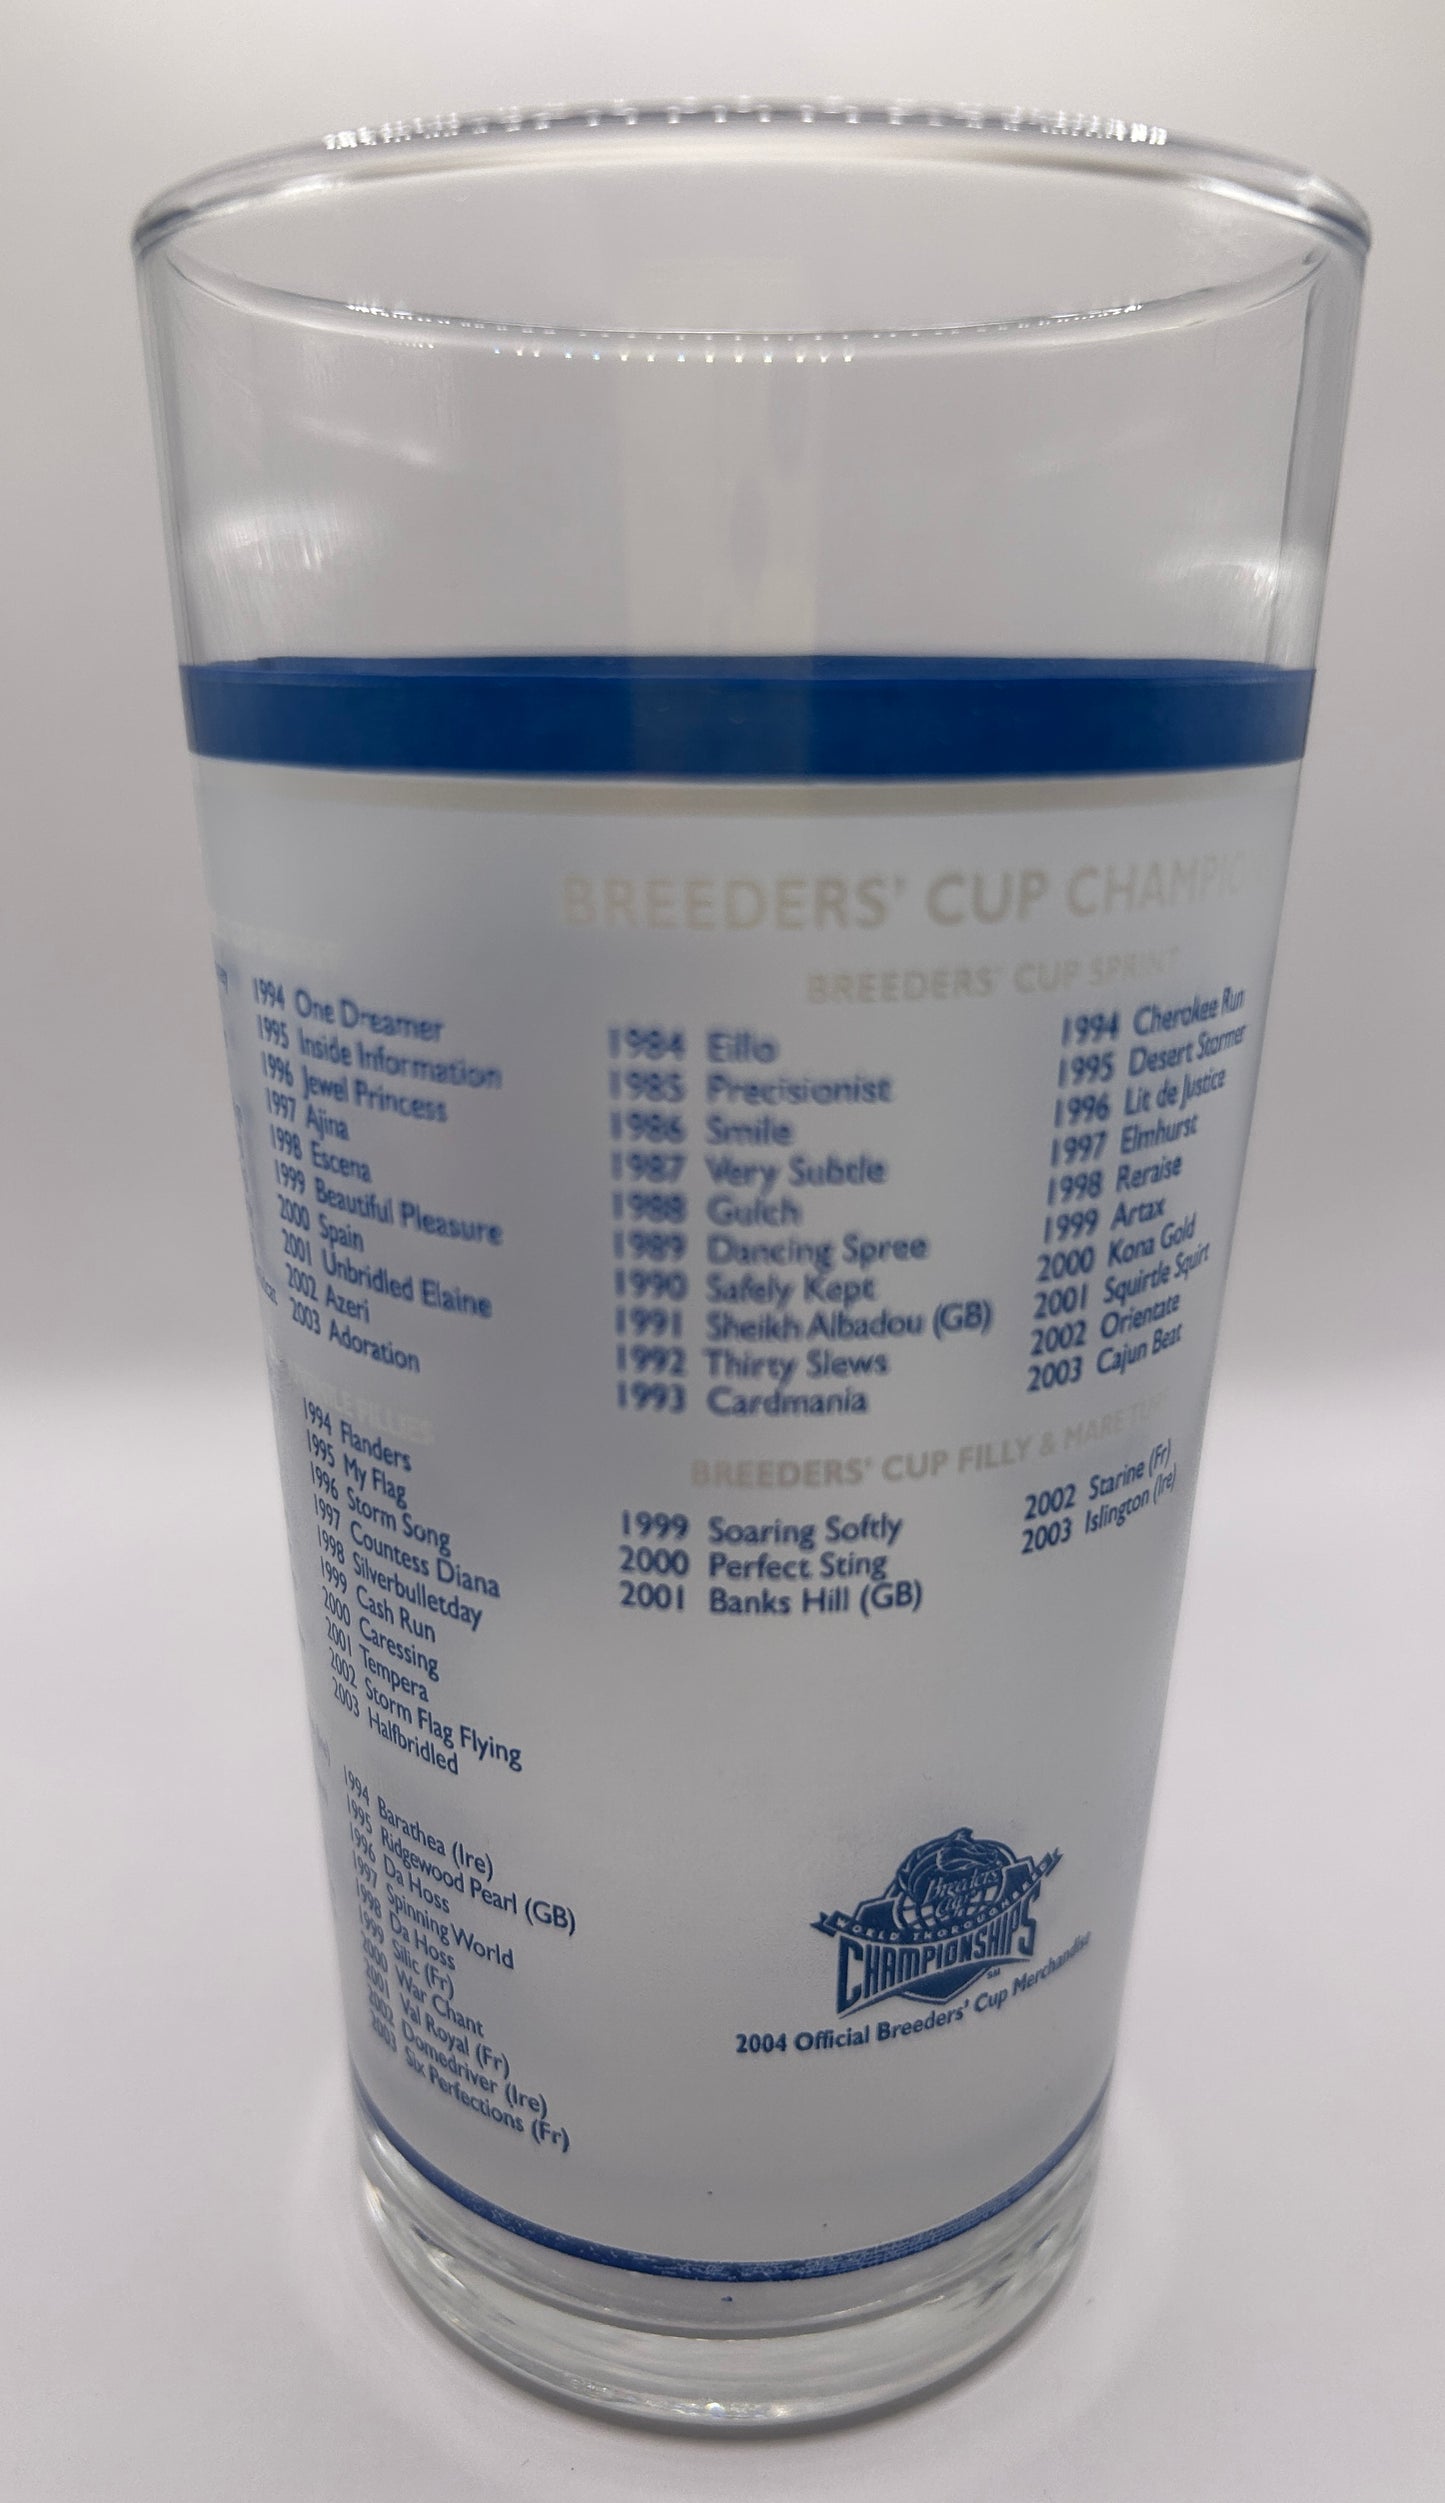 BREEDERS' CUP CHAMPIO
1994 One Dreamer
1995 Inside Information
1996 Jewel Princess
1997 Ajina
1998 Escena
1999 Beautiful Pleasure
2000 Spain
2001 Unbridled Elaine
2002 Azeri
2003 Adoration
FILLIES
1994 Flanders
1995 My Flag
1996 Storm Song
1997 Countess Diana
1998 Silverbulletday
1999 Cash Run
2000 Caressing
2001 Tempera
2002 Storm Flag Flying
2003 Halfbridled
1994 Barathea (Ire)
1995 Ridgewood Pearl (GB)
1996 Da Hoss
1997 Spinning World
1998 Da Hoss
1999 Silic (Fr)
2000 War Chant
2001 Val Royal (Fr)
2002 Domedriver (Ire)
2003 Six Perfections (Fr)
BREEDERS' CUP SPRINT
1984 Eillo
1985 Precisionist
1986 Smile
1987 Very Subtle
1988 Gulch
1989 Dancing Spree
1990 Safely Kept
1991 Sheikh Albadou (GB)
1992 Thirty Slews
1993 Cardmania
1994 Cherokee Run
1995 Desert Stormer
1996 Lit de Justice
1997 Elmhurst
1998 Reraise
1999 Artax
2000 Kona Gold
2001 Squirtle Squirt
2002 Orientate
2003 Cajun Beat
BREEDERS' CUP FILLY & MARE TURF
1999 Soaring Softly
2000 Perfect Sting
2001 Banks Hill (GB)
2002 Starine (Fr)
2003 Islington (Ire)
Breeders'
Cup
WORLD THOROUGHBRED
CHAMPIONSHIPS
SM
2004 Official Breeders' Cup Merchandise